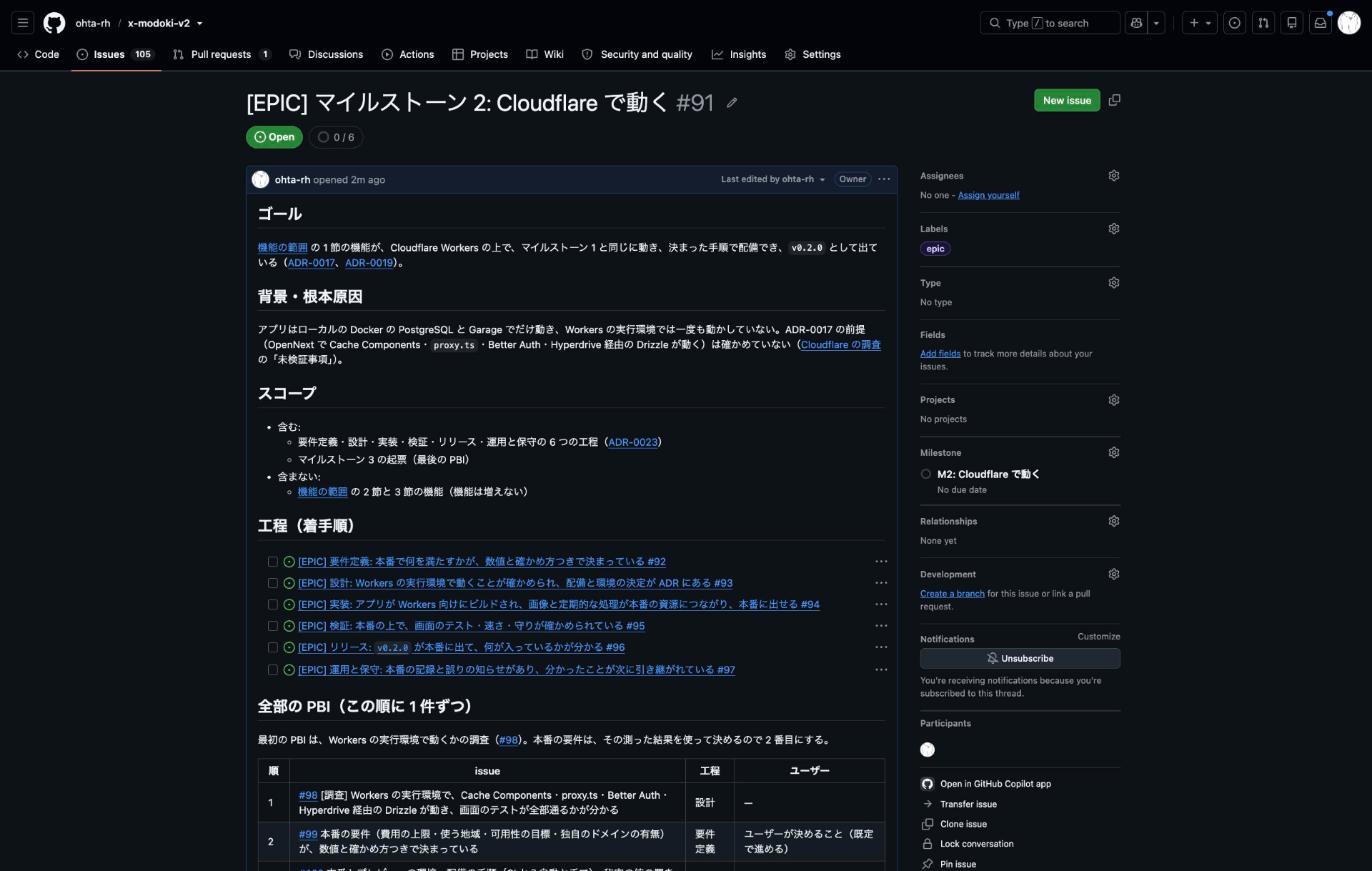 ohta-rh / x-modoki-v2
Type / to search
Code
Issues 105
Pull requests 1
Discussions
Actions
Projects
Wiki
Security and quality
Insights
Settings
[EPIC] マイルストーン 2: Cloudflare で動く #91
New issue
Open
0 / 6
ohta-rh opened 2m ago
Last edited by ohta-rh
Owner
ゴール
機能の範囲 の 1 節の機能が、Cloudflare Workers の上で、マイルストーン 1 と同じに動き、決まった手順で配備でき、 v0.2.0 として出て
いる（ADR-0017、ADR-0019）。
背景・根本原因
アプリはローカルの Docker の PostgreSQL と Garage でだけ動き、Workers の実行環境では一度も動かしていない。ADR-0017 の前提
（OpenNext で Cache Components・ proxy.ts ・Better Auth・Hyperdrive 経由の Drizzle が動く）は確かめていない（Cloudflare の調査
の「未検証事項」）。
スコープ
含む:
要件定義・設計・実装・検証・リリース・運用と保守の 6 つの工程（ADR-0023）
マイルストーン 3 の起票（最後の PBI）
含まない:
機能の範囲 の 2 節と 3 節の機能（機能は増えない）
工程（着手順）
[EPIC] 要件定義: 本番で何を満たすかが、数値と確かめ方つきで決まっている #92
[EPIC] 設計: Workers の実行環境で動くことが確かめられ、配備と環境の決定が ADR にある #93
[EPIC] 実装: アプリが Workers 向けにビルドされ、画像と定期的な処理が本番の資源につながり、本番に出せる #94
[EPIC] 検証: 本番の上で、画面のテスト・速さ・守りが確かめられている #95
[EPIC] リリース: v0.2.0 が本番に出て、何が入っているかが分かる #96
[EPIC] 運用と保守: 本番の記録と誤りの知らせがあり、分かったことが次に引き継がれている #97
全部の PBI（この順に 1 件ずつ）
最初の PBI は、Workers の実行環境で動くかの調査（#98）。本番の要件は、その測った結果を使って決めるので 2 番目にする。
順 issue 工程 ユーザー
1 #98 [調査] Workers の実行環境で、Cache Components・proxy.ts・Better Auth・
Hyperdrive 経由の Drizzle が動き、画面のテストが全部通るかが分かる 設計 —
2 #99 本番の要件（費用の上限・使う地域・可用性の目標・独自のドメインの有無）
が、数値と確かめ方つきで決まっている 要件
定義 ユーザーが決めること（既定
で進める）
Assignees
No one - Assign yourself
Labels
epic
Type
No type
Fields
Add fields to track more details about your
issues.
Projects
No projects
Milestone
M2: Cloudflare で動く
No due date
Relationships
None yet
Development
Create a branch for this issue or link a pull
request.
Notifications
Customize
Unsubscribe
You're receiving notifications because you're
subscribed to this thread.
Participants
Open in GitHub Copilot app
Transfer issue
Clone issue
Lock conversation
Pin issue